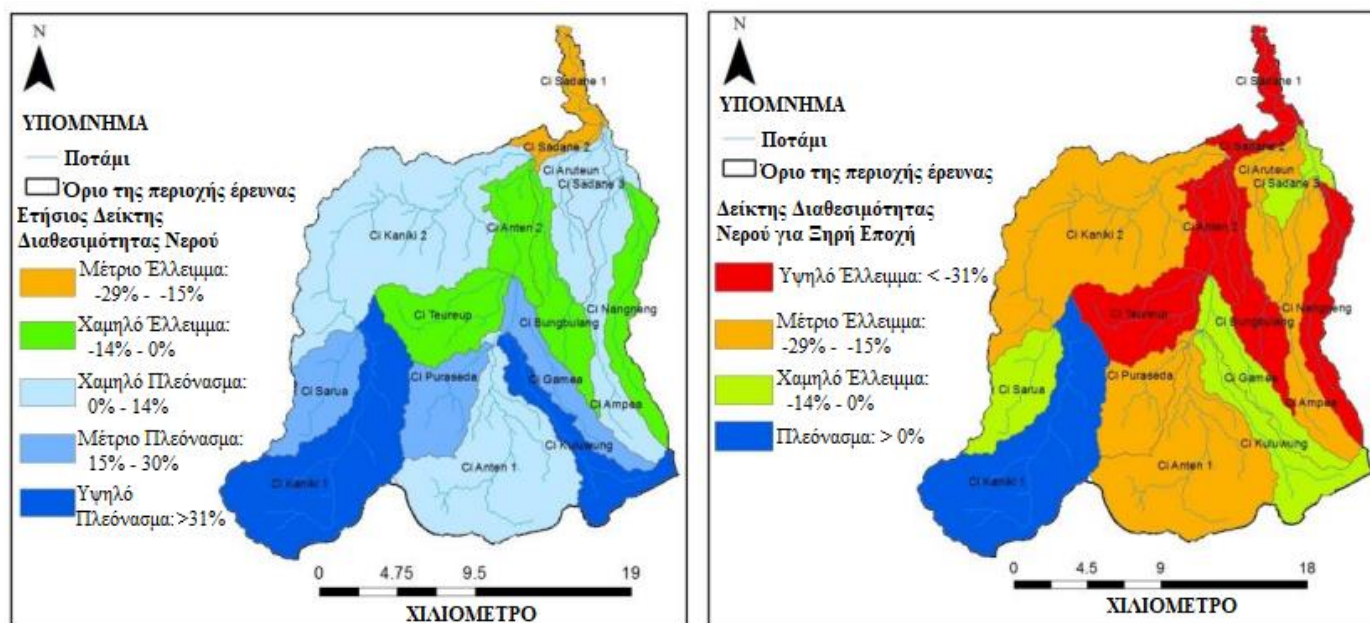 N
ΥΠΟΜΝΗΜΑ
Ποτάμι
Όριο της περιοχής έρευνας
Ετήσιος Δείκτης
Διαθεσιμότητας Νερού
Μέτριο Έλλειμμα:
-29% - -15%
Χαμηλό Έλλειμμα:
-14% - 0%
Χαμηλό Πλεόνασμα:
0% - 14%
Μέτριο Πλεόνασμα:
15% - 30%
Υψηλό
Πλεόνασμα:>31%
Ci Sadane 1
Ci Sadane 2
Ci Aruteun
Ci Sadane 3
Ci Kaniki 2
Ci Anten 2
Ci Nangneng
Ci Teureup
Ci Bungbulang
Ci Puraseda
Ci Gamea
Ci Sarua
Ci Ampea
Ci Kuluwung
Ci Anten 1
Ci Kaniki 1
0 4.75 9.5 19
ΧΙΛΙΟΜΕΤΡΟ
N
ΥΠΟΜΝΗΜΑ
Ποτάμι
Όριο της περιοχής έρευνας
Δείκτης Διαθεσιμότητας
Νερού για Ξηρή Εποχή
Υψηλό Έλλειμμα: < -31%
Μέτριο Έλλειμμα:
-29% - -15%
Χαμηλό Έλλειμμα:
-14% - 0%
Πλεόνασμα: > 0%
Ci Sadane 1
Ci Sadane 2
Ci Aruteun
Ci Sadane 3
Ci Kaniki 2
Ci Anten 2
Ci Nangneng
Ci Teureup
Ci Bungbulang
Ci Puraseda
Ci Gamea
Ci Sarua
Ci Ampea
Ci Kuluwung
Ci Anten 1
Ci Kaniki 1
0 4.5 9 18
ΧΙΛΙΟΜΕΤΡΟ